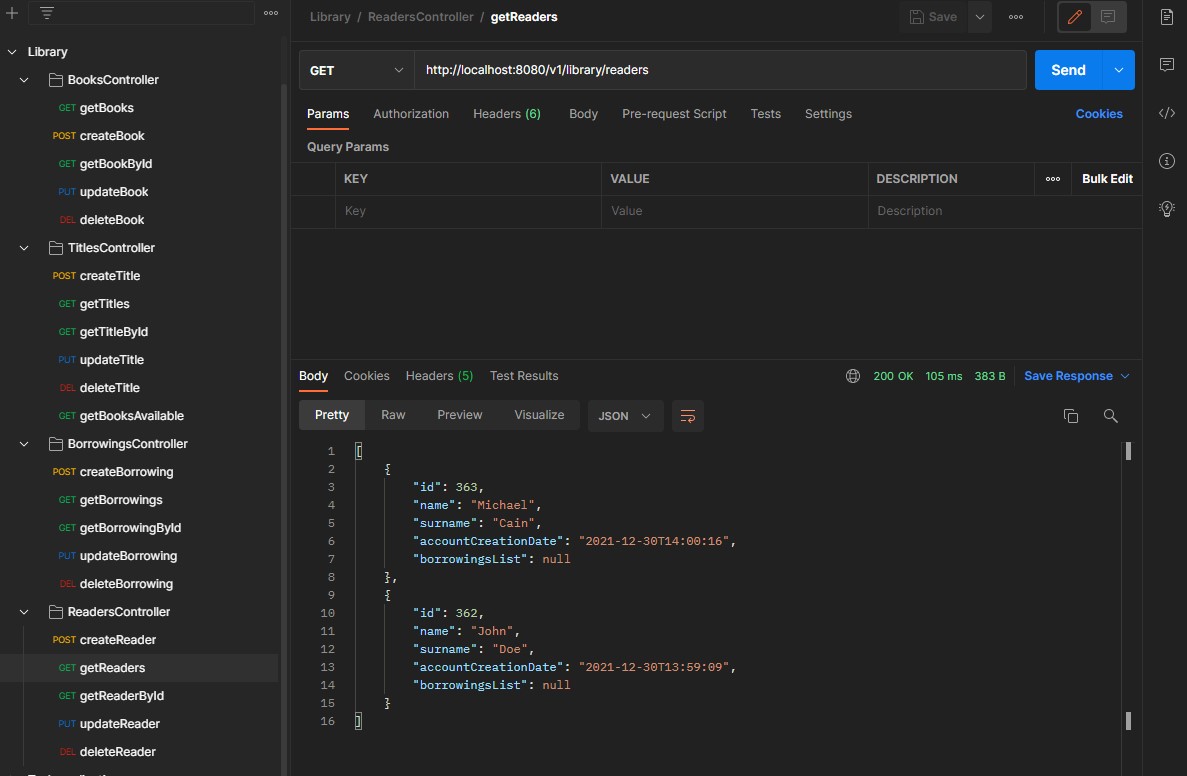 Library / ReadersController / getReaders
Save
Library
BooksController
GET getBooks
POST createBook
GET getBookById
PUT updateBook
DEL deleteBook
TitlesController
POST createTitle
GET getTitles
GET getTitleById
PUT updateTitle
DEL deleteTitle
GET getBooksAvailable
BorrowingsController
POST createBorrowing
GET getBorrowings
GET getBorrowingById
PUT updateBorrowing
DEL deleteBorrowing
ReadersController
POST createReader
GET getReaders
GET getReaderById
PUT updateReader
DEL deleteReader
GET http://localhost:8080/v1/library/readers Send
Params Authorization Headers (6) Body Pre-request Script Tests Settings Cookies
Query Params
KEY VALUE DESCRIPTION Bulk Edit
Key Value Description
Body Cookies Headers (5) Test Results 200 OK 105 ms 383 B Save Response
Pretty Raw Preview Visualize JSON
1 [
2 {
3 "id": 363,
4 "name": "Michael",
5 "surname": "Cain",
6 "accountCreationDate": "2021-12-30T14:00:16",
7 "borrowingsList": null
8 },
9 {
10 "id": 362,
11 "name": "John",
12 "surname": "Doe",
13 "accountCreationDate": "2021-12-30T13:59:09",
14 "borrowingsList": null
15 }
16 ]